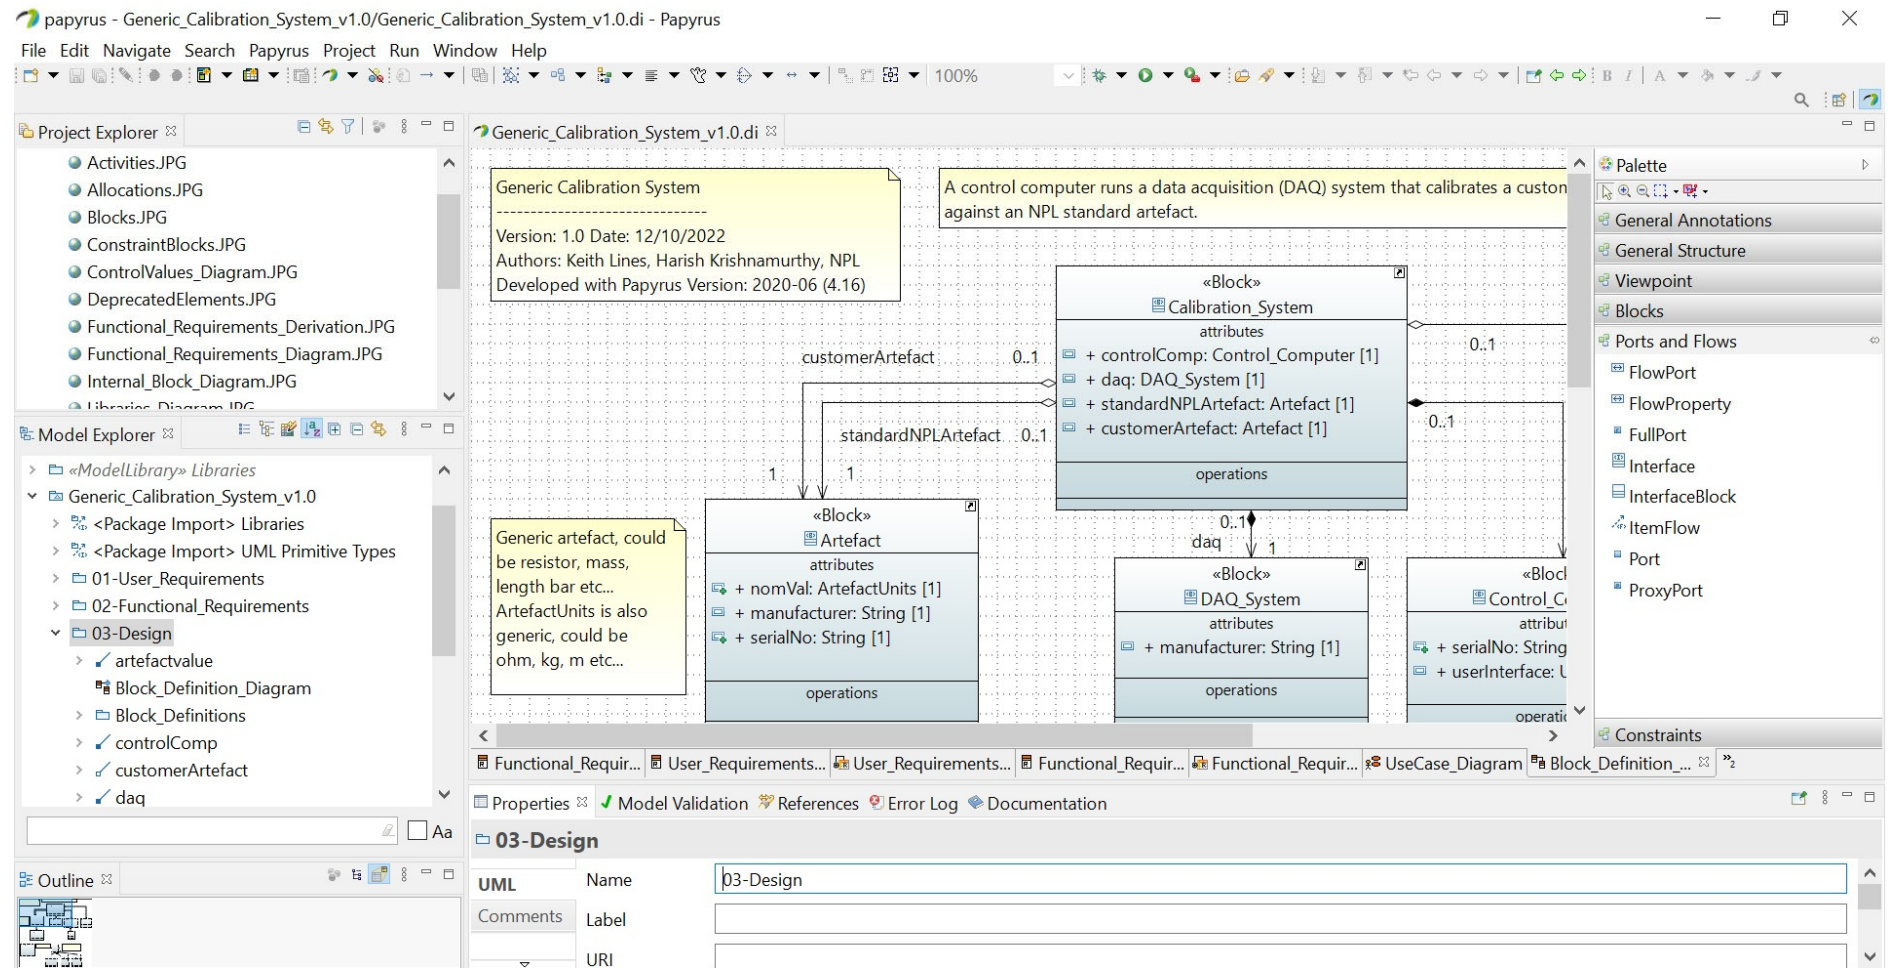 papyrus - Generic_Calibration_System_v1.0/Generic_Calibration_System_v1.0.di - Papyrus
File Edit Navigate Search Papyrus Project Run Window Help
100%
B I A
Project Explorer
Activities.JPG
Allocations.JPG
Blocks.JPG
ConstraintBlocks.JPG
ControlValues_Diagram.JPG
DeprecatedElements.JPG
Functional_Requirements_Derivation.JPG
Functional_Requirements_Diagram.JPG
Internal_Block_Diagram.JPG
Libraries_Diagram.JPG
Model Explorer
«ModelLibrary» Libraries
Generic_Calibration_System_v1.0
<Package Import> Libraries
<Package Import> UML Primitive Types
01-User_Requirements
02-Functional_Requirements
03-Design
artefactvalue
Block_Definition_Diagram
Block_Definitions
controlComp
customerArtefact
daq
Aa
Outline
Generic_Calibration_System_v1.0.di
Generic Calibration System
-------------------------------
Version: 1.0 Date: 12/10/2022
Authors: Keith Lines, Harish Krishnamurthy, NPL
Developed with Papyrus Version: 2020-06 (4.16)
A control computer runs a data acquisition (DAQ) system that calibrates a custon
against an NPL standard artefact.
«Block»
Calibration_System
attributes
+ controlComp: Control_Computer [1]
+ daq: DAQ_System [1]
+ standardNPLArtefact: Artefact [1]
+ customerArtefact: Artefact [1]
operations
customerArtefact 0..1
standardNPLArtefact 0..1
1 1
0..1
0..1
0..1
daq 1
Generic artefact, could
be resistor, mass,
length bar etc...
ArtefactUnits is also
generic, could be
ohm, kg, m etc...
«Block»
Artefact
attributes
+ nomVal: ArtefactUnits [1]
+ manufacturer: String [1]
+ serialNo: String [1]
operations
«Block»
DAQ_System
attributes
+ manufacturer: String [1]
operations
«Bloc
Control_C
attribu
+ serialNo: String
+ userInterface: U
operatic
Palette
General Annotations
General Structure
Viewpoint
Blocks
Ports and Flows
FlowPort
FlowProperty
FullPort
Interface
InterfaceBlock
ItemFlow
Port
ProxyPort
Constraints
Functional_Requir... User_Requirements... User_Requirements... Functional_Requir... Functional_Requir... UseCase_Diagram Block_Definition_... »2
Properties Model Validation References Error Log Documentation
03-Design
UML
Comments
Name 03-Design
Label
URI